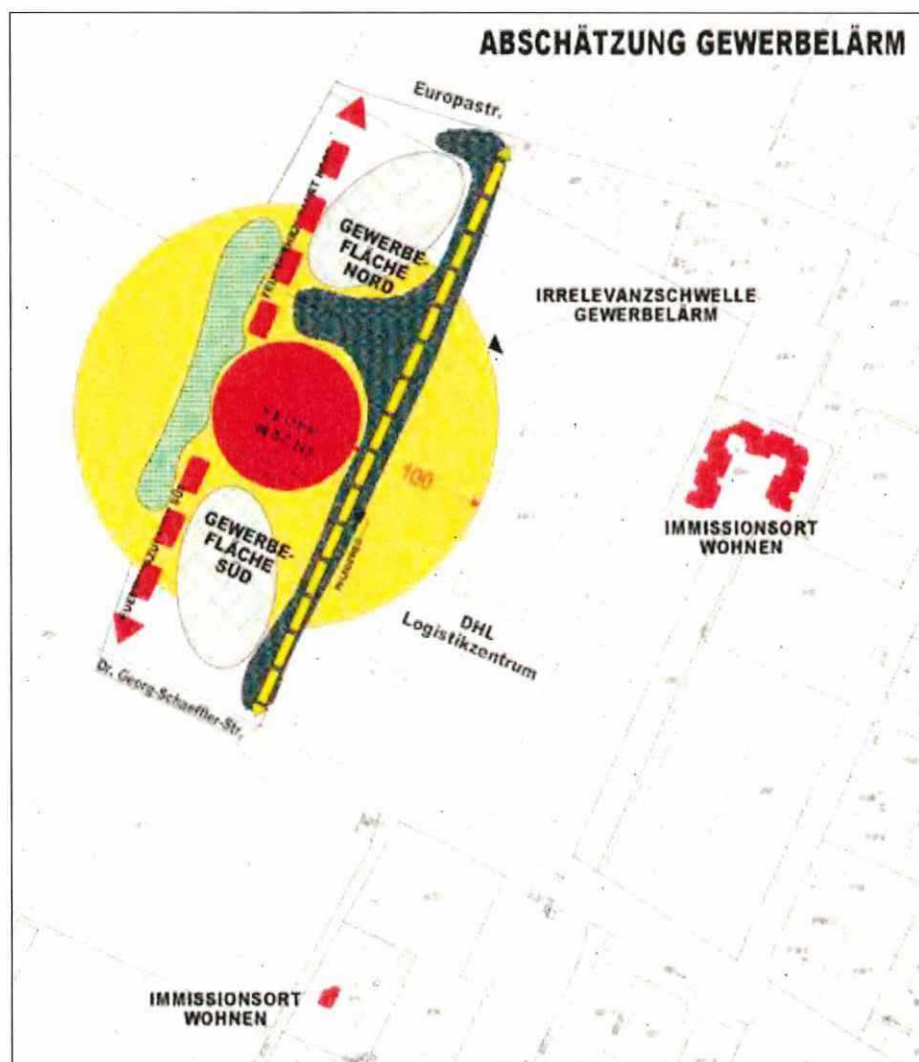 ABSCHÄTZUNG GEWERBELÄRM
Europastr.
GEWERBE-
FLÄCHE
NORD
IRRELEVANZSCHWELLE
GEWERBELÄRM
100
IMMISSIONSORT
WOHNEN
GEWERBE-
FLÄCHE
SÜD
DHL
Logistikzentrum
Dr. Georg-Schaeffler-Str.
IMMISSIONSORT
WOHNEN